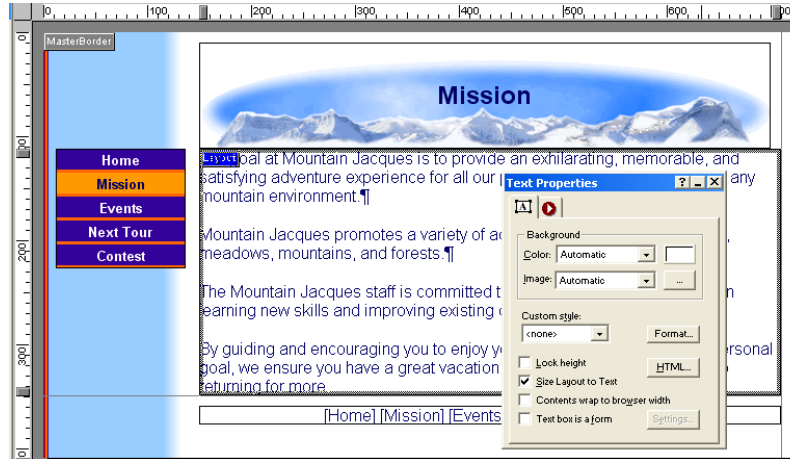 0 100 200 300 400 500 600
0 100 200 300
MasterBorder
Mission
Home
Mission
Events
Next Tour
Contest
Layout oal at Mountain Jacques is to provide an exhilarating, memorable, and
satisfying adventure experience for all our any
mountain environment.¶
Mountain Jacques promotes a variety of
meadows, mountains, and forests.¶
The Mountain Jacques staff is committed
learning new skills and improving existing
By guiding and encouraging you to enjoy ersonal
goal, we ensure you have a great vacation
returning for more.
[Home] [Mission] [Events
Text Properties
Background
Color: Automatic
Image: Automatic ...
Custom style:
<none> Format...
Lock height
HTML...
Size Layout to Text
Contents wrap to browser width
Text box is a form Settings...